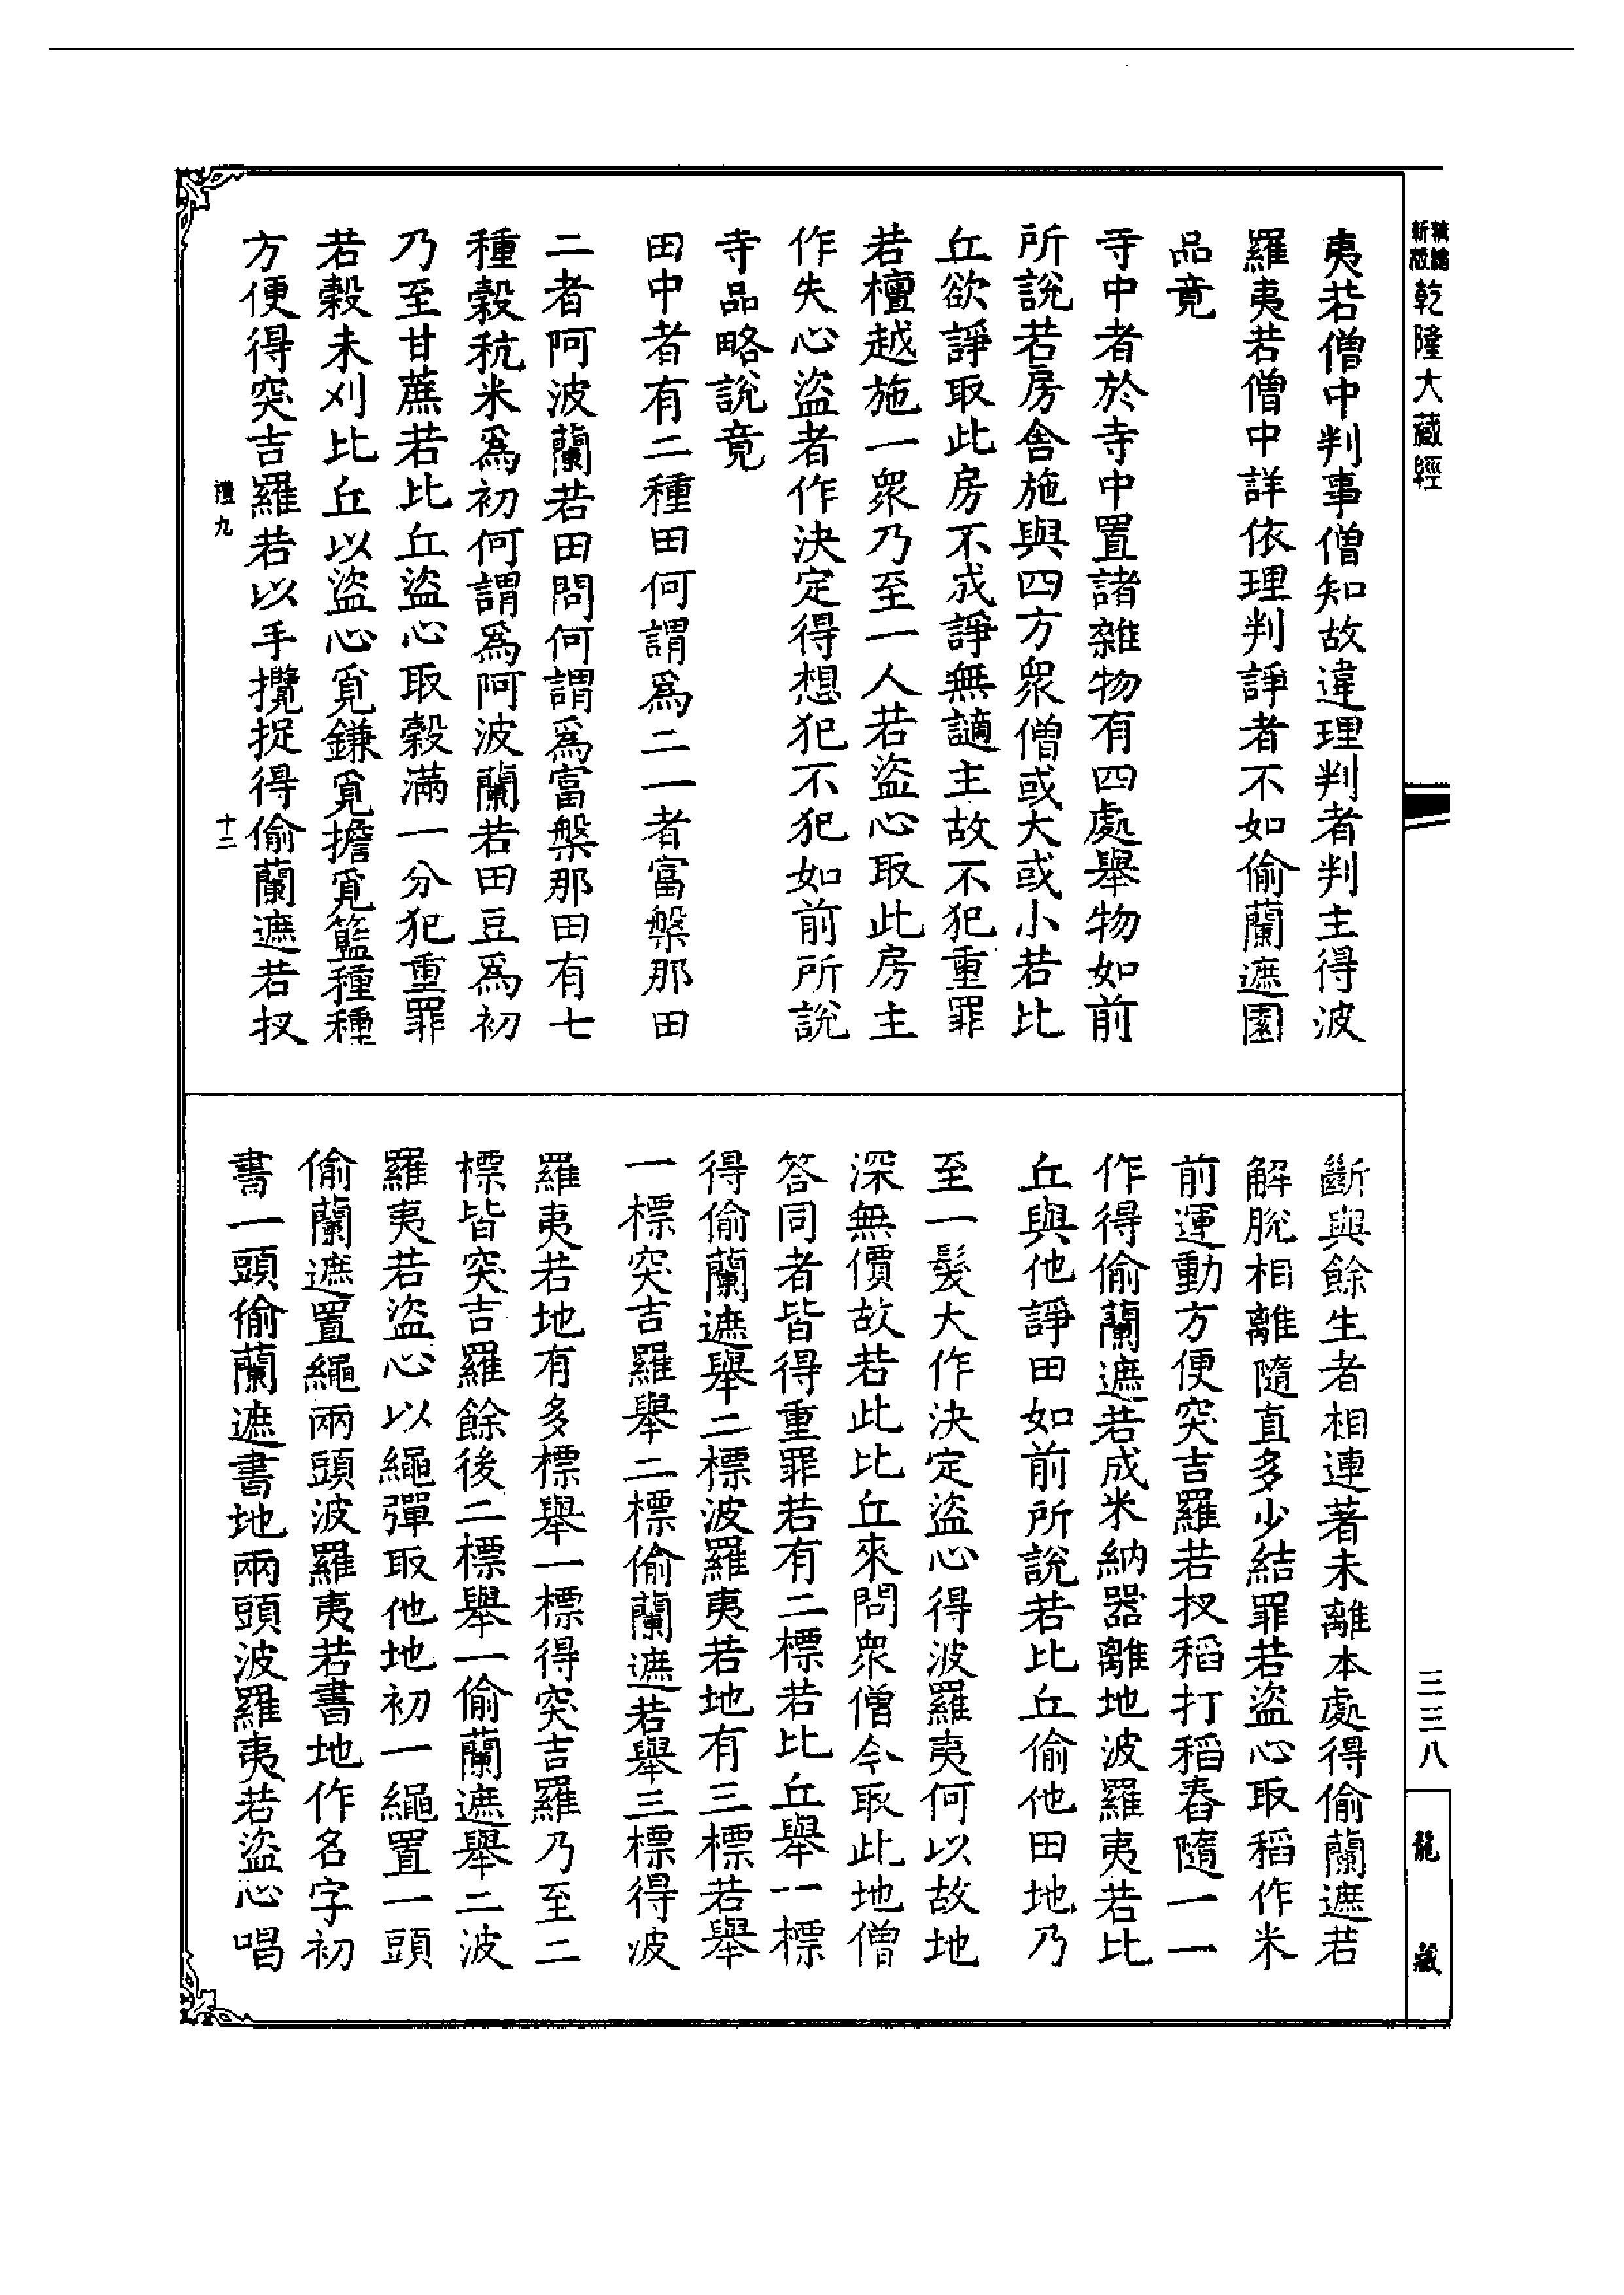 新版
精縮
乾隆大藏經
三三八
龍藏
夷若僧中判事僧知故違理判者判主得波
羅夷若僧中詳依理判諍者不如偷蘭遮園
品竟
寺中者於寺中置諸雜物有四處舉物如前
所說若房舍施與四方衆僧或大或小若比
丘欲諍取此房不成諍無讁主故不犯重罪
若檀越施一衆乃至一人若盜心取此房主
作失心盜者作決定得想犯不犯如前所說
寺品略說竟
田中者有二種田何謂爲二一者富槃那田
二者阿波蘭若田問何謂爲富槃那田有七
種穀秔米爲初何謂爲阿波蘭若田豆爲初
乃至甘蔗若比丘盜心取穀滿一分犯重罪
若穀未刈比丘以盜心覓鎌覓擔覓籃種種
方便得突吉羅若以手攬捉得偷蘭遮若扠
禮九
十二
斷與餘生者相連著未離本處得偷蘭遮若
解脫相離隨直多少結罪若盜心取稻作米
前運動方便突吉羅若扠稻打稻舂隨一一
作得偷蘭遮若成米納器離地波羅夷若比
丘與他諍田如前所說若比丘偷他田地乃
至一髮大作決定盜心得波羅夷何以故地
深無價故若此比丘來問衆僧今取此地僧
答同者皆得重罪若有二標若比丘舉一標
得偷蘭遮舉二標波羅夷若地有三標若舉
一標突吉羅舉二標偷蘭遮若舉三標得波
羅夷若地有多標舉一標得突吉羅乃至二
標皆突吉羅餘後二標舉一偷蘭遮舉二波
羅夷若盜心以繩彈取他地初一繩置一頭
偷蘭遮置繩兩頭波羅夷若書地作名字初
書一頭偷蘭遮書地兩頭波羅夷若盜心唱